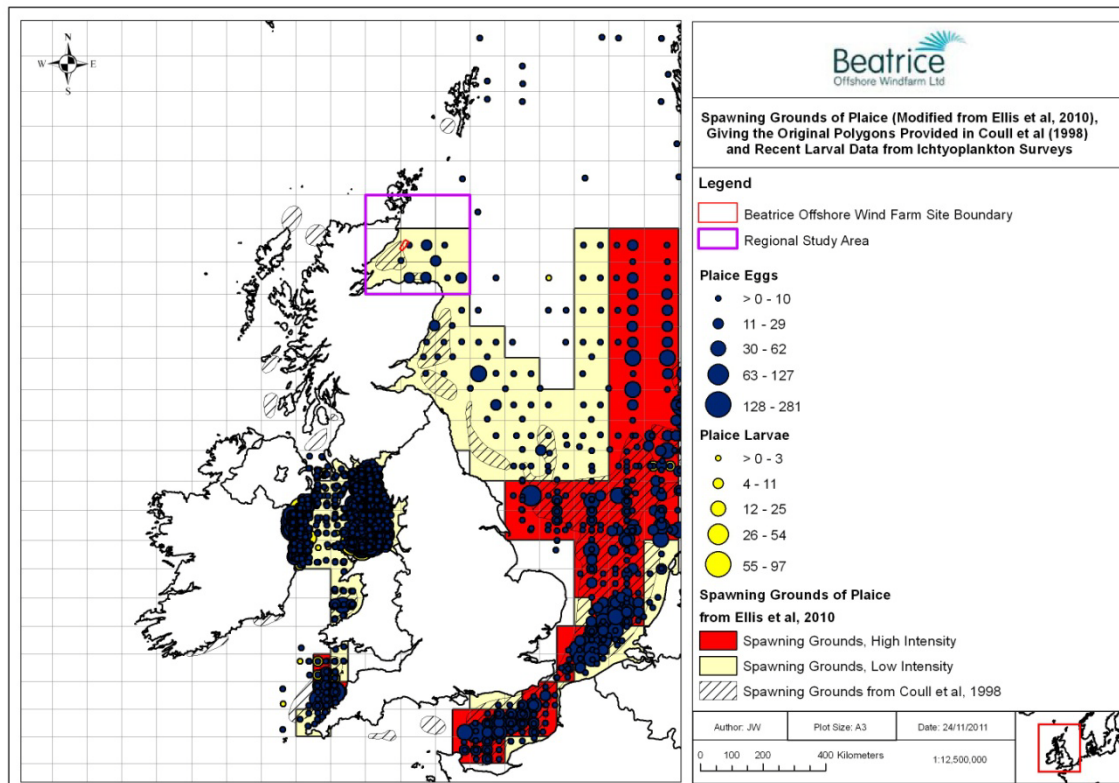 N
W E
S
Beatrice
Offshore Windfarm Ltd
Spawning Grounds of Plaice (Modified from Ellis et al, 2010),
Giving the Original Polygons Provided in Coull et al (1998)
and Recent Larval Data from Ichtyoplankton Surveys
Legend
Beatrice Offshore Wind Farm Site Boundary
Regional Study Area
Plaice Eggs
> 0 - 10
11 - 29
30 - 62
63 - 127
128 - 281
Plaice Larvae
> 0 - 3
4 - 11
12 - 25
26 - 54
55 - 97
Spawning Grounds of Plaice
from Ellis et al, 2010
Spawning Grounds, High Intensity
Spawning Grounds, Low Intensity
Spawning Grounds from Coull et al, 1998
Author: JW Plot Size: A3 Date: 24/11/2011
0 100 200 400 Kilometers 1:12,500,000